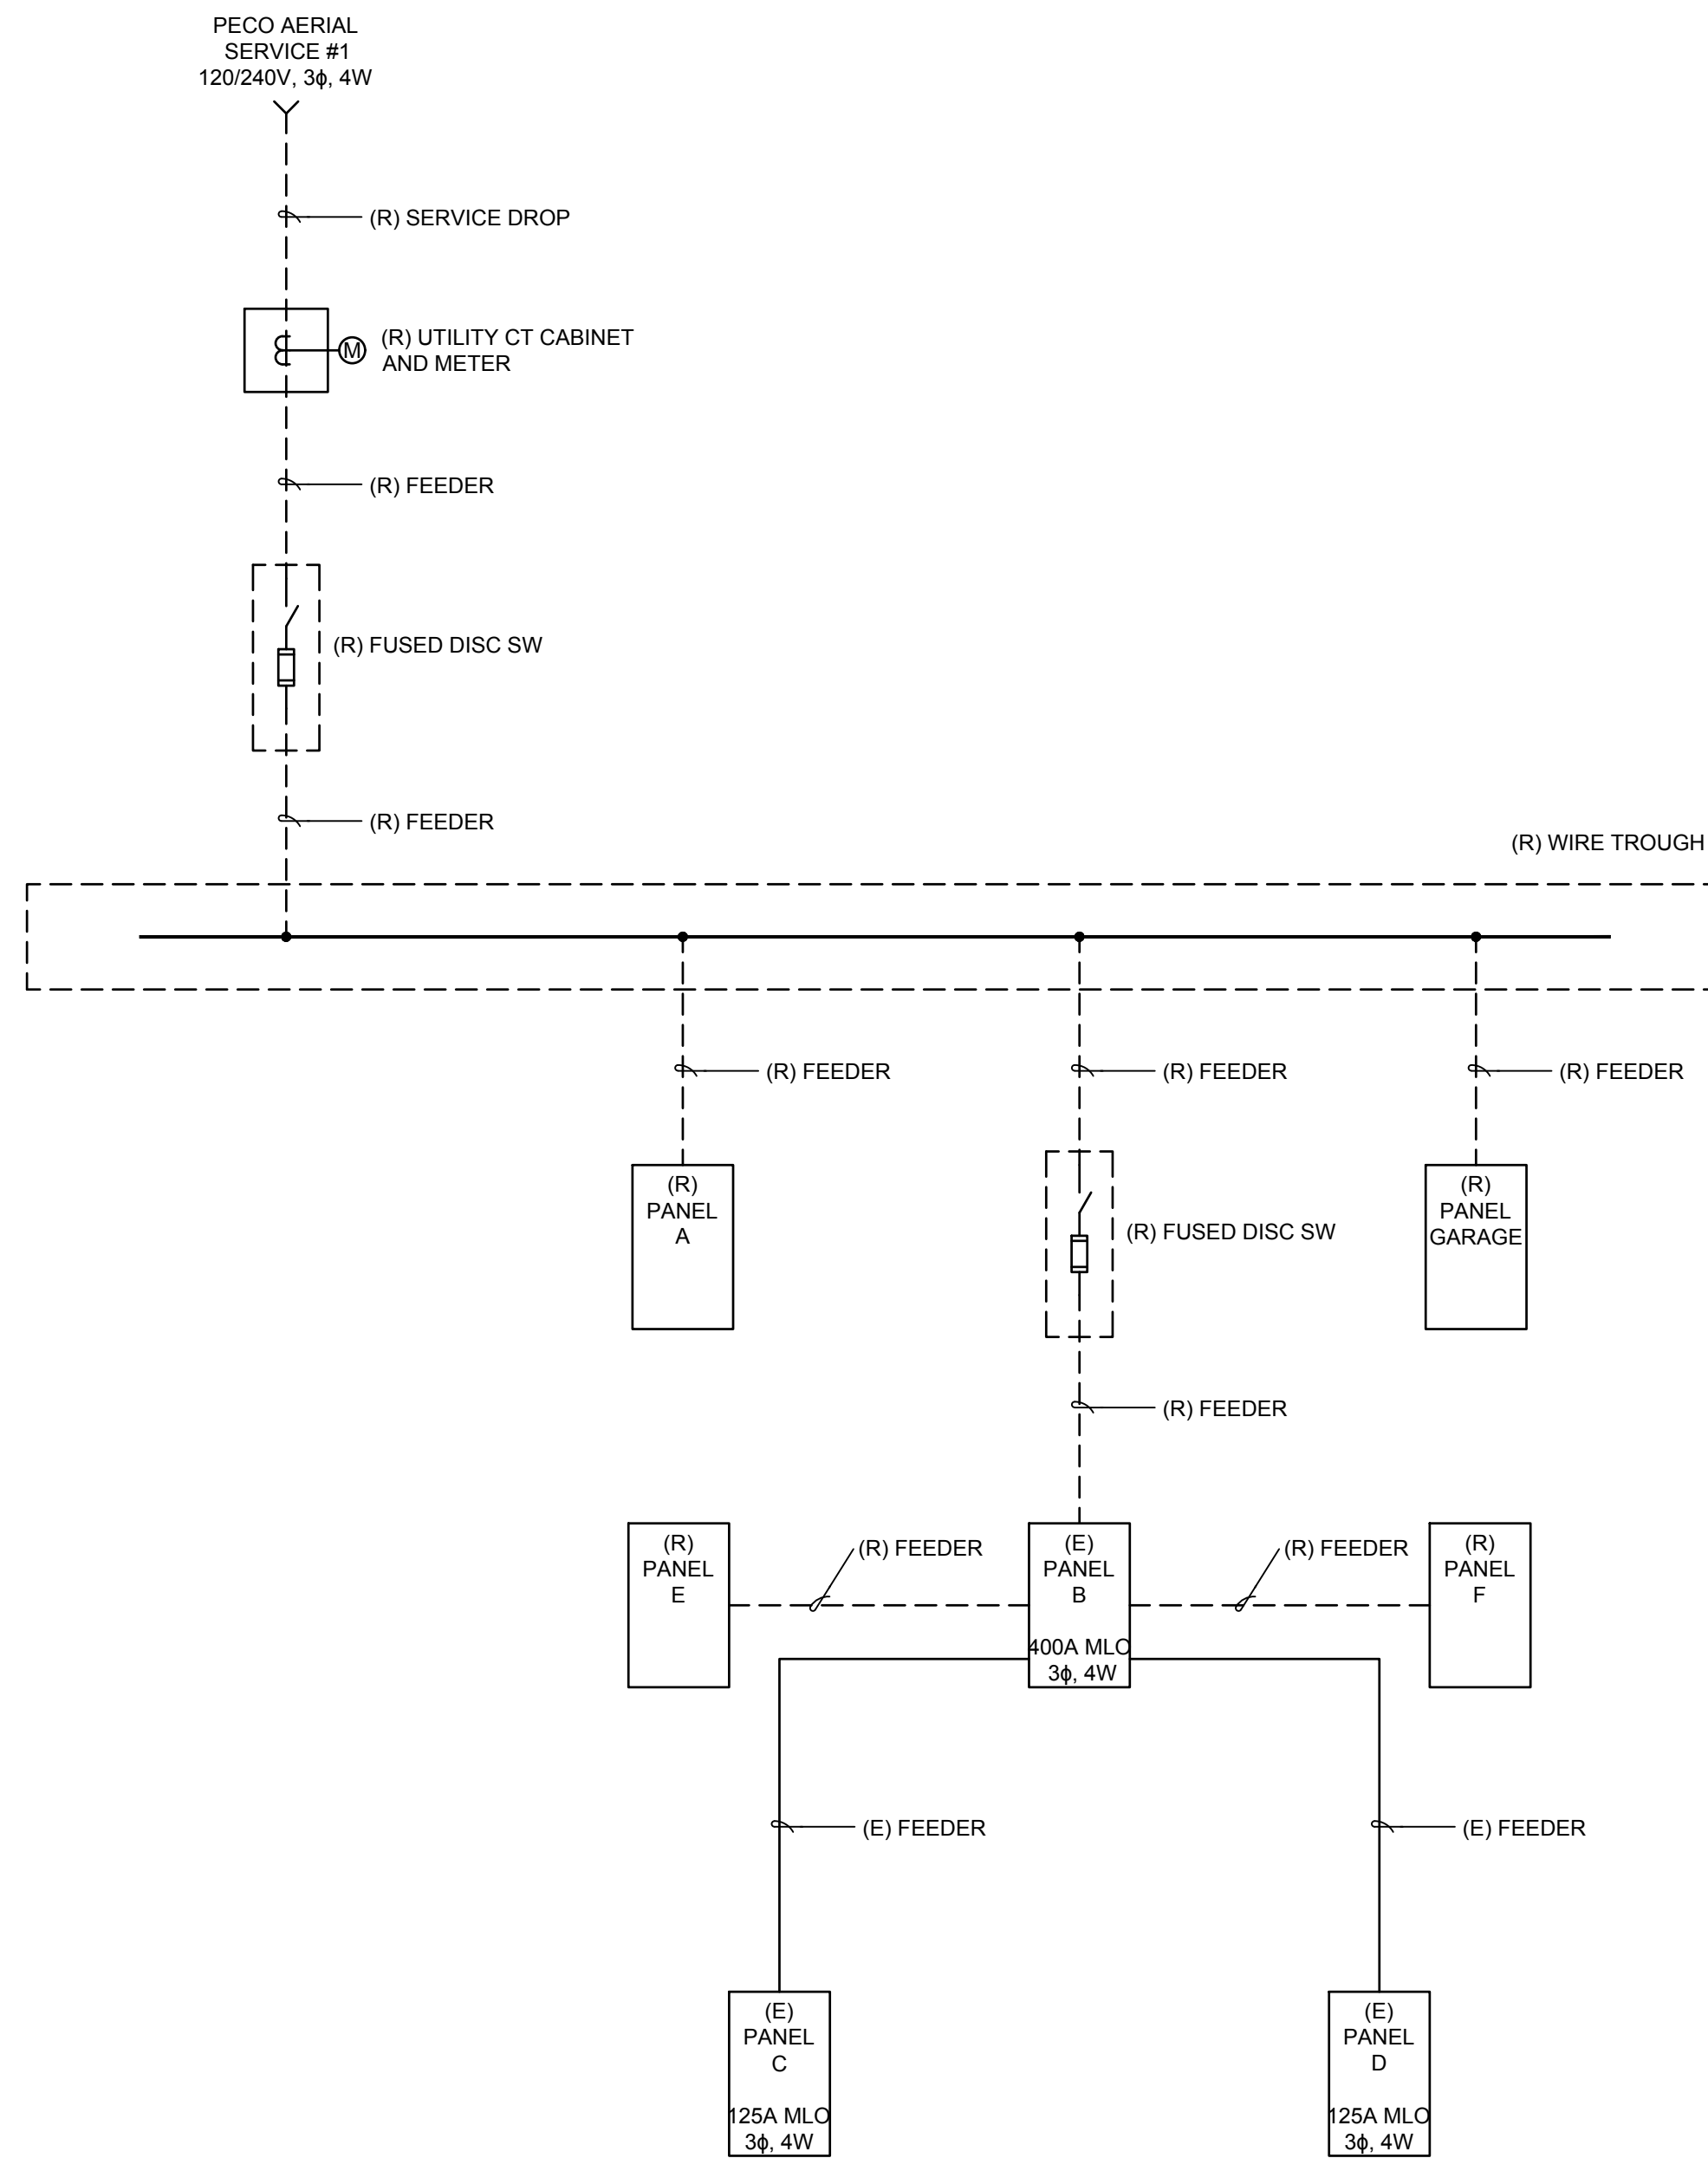 PECO AERIAL
SERVICE #1
120/240V, 3ϕ, 4W
(R) SERVICE DROP
M
(R) UTILITY CT CABINET
AND METER
(R) FEEDER
(R) FUSED DISC SW
(R) FEEDER
(R) WIRE TROUGH
(R) FEEDER
(R) FEEDER
(R) FEEDER
(R)
PANEL
A
(R) FUSED DISC SW
(R)
PANEL
GARAGE
(R) FEEDER
(R)
PANEL
E
(R) FEEDER
(E)
PANEL
B
400A MLO
3ϕ, 4W
(R) FEEDER
(R)
PANEL
F
(E) FEEDER
(E) FEEDER
(E)
PANEL
C
125A MLO
3ϕ, 4W
(E)
PANEL
D
125A MLO
3ϕ, 4W